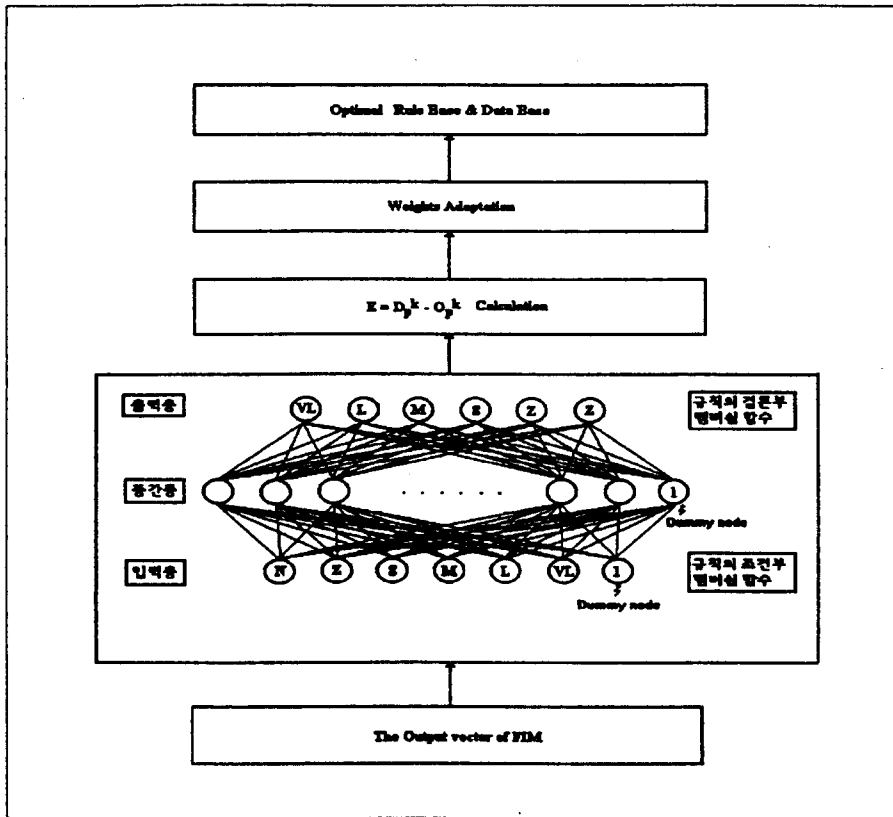 Optimal Rule Base & Data Base
Weights Adaptation
E = D_p^k - O_p^k Calculation
출력층
VL L M S Z Z
규칙의 결론부
멤버쉽 함수
중간층
. . . . . .
1
Dummy node
입력층
N Z S M L VL 1
규칙의 조건부
멤버쉽 함수
Dummy node
The Output vector of FIM